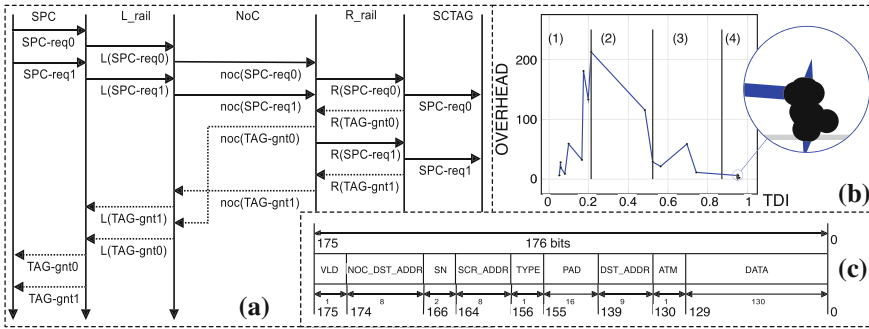 SPC L_rail NoC R_rail SCTAG
SPC-req0
L(SPC-req0)
SPC-req1
noc(SPC-req0)
L(SPC-req1)
R(SPC-req0)
noc(SPC-req1)
SPC-req0
R(TAG-gnt0)
noc(TAG-gnt0)
R(SPC-req1)
SPC-req1
R(TAG-gnt1)
noc(TAG-gnt1)
L(TAG-gnt1)
L(TAG-gnt0)
TAG-gnt0
TAG-gnt1
(a)
OVERHEAD
200
100
0
(1) (2) (3) (4)
0 0.2 0.4 0.6 0.8 1 TDI
(b)
175 176 bits 0
(c)
VLD NOC_DST_ADDR SN SCR_ADDR TYPE PAD DST_ADDR ATM DATA
1 8 2 8 1 16 9 1 130
175 174 166 164 156 155 139 130 129 0